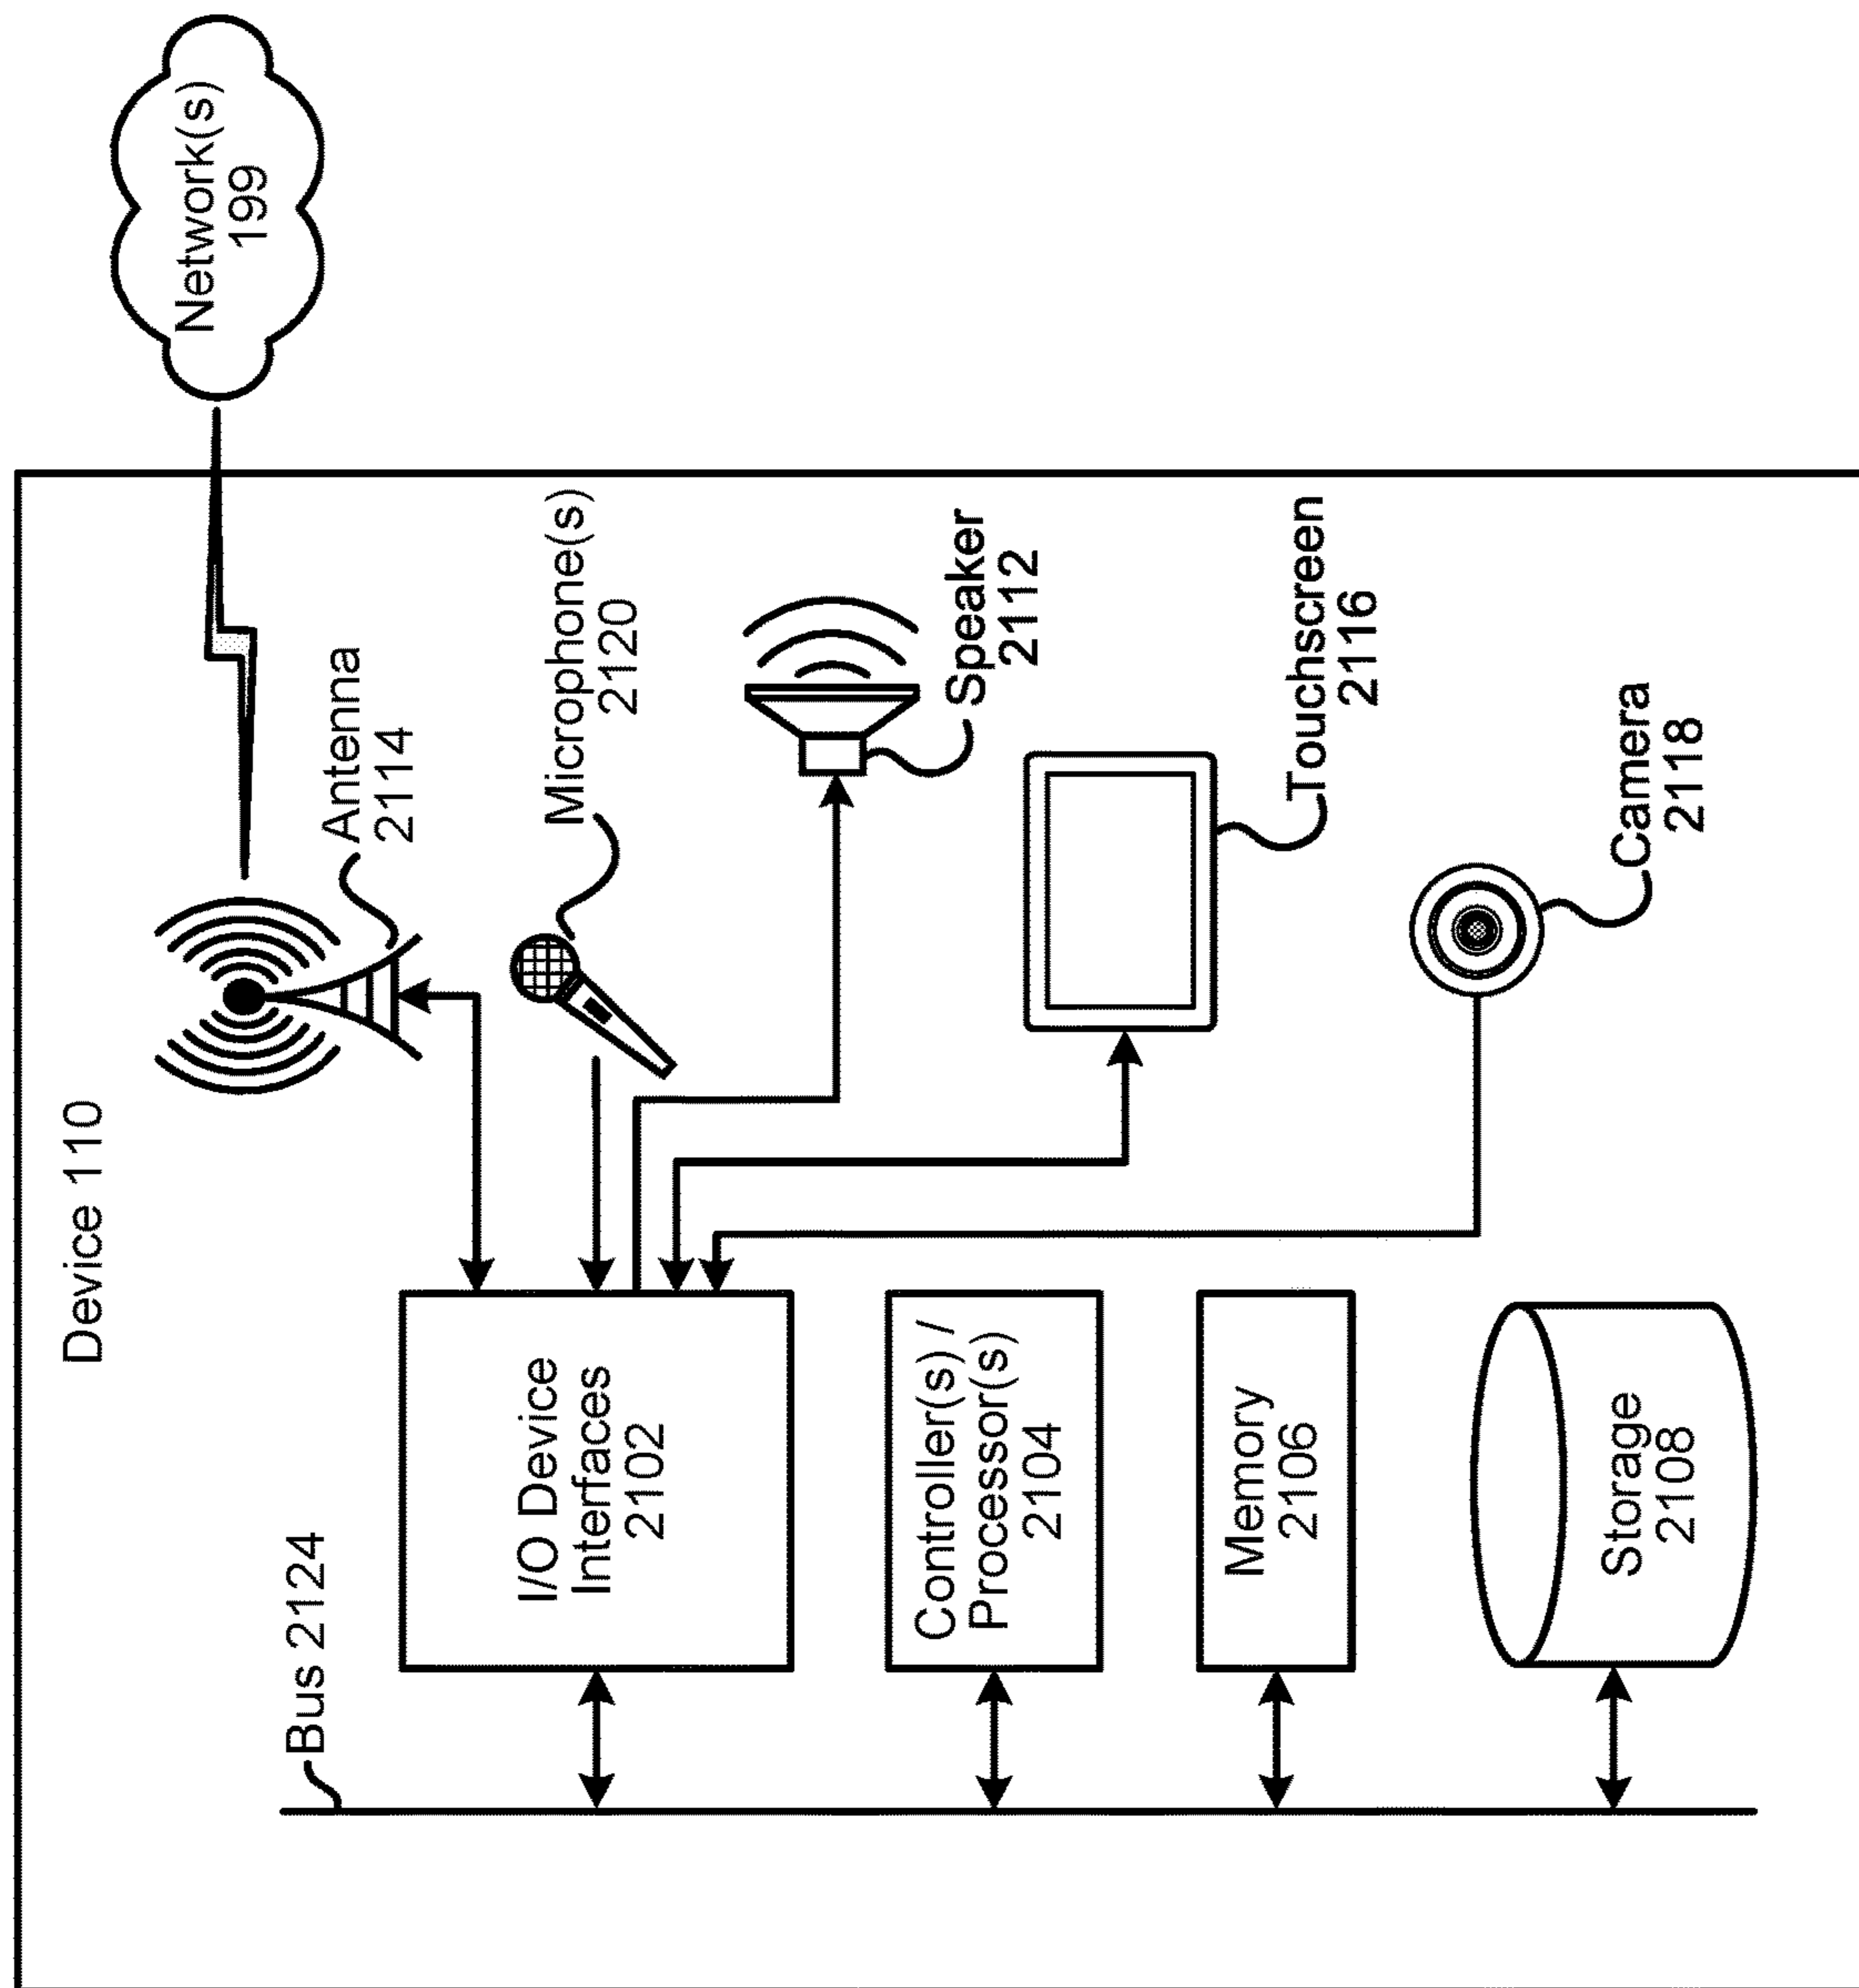 Device 110
Network(s)
199
Bus 2124
Antenna
2114
I/O Device
Interfaces
2102
Microphone(s)
2120
Controller(s) /
Processor(s)
2104
Speaker
2112
Memory
2106
Touchscreen
2116
Storage
2108
Camera
2118